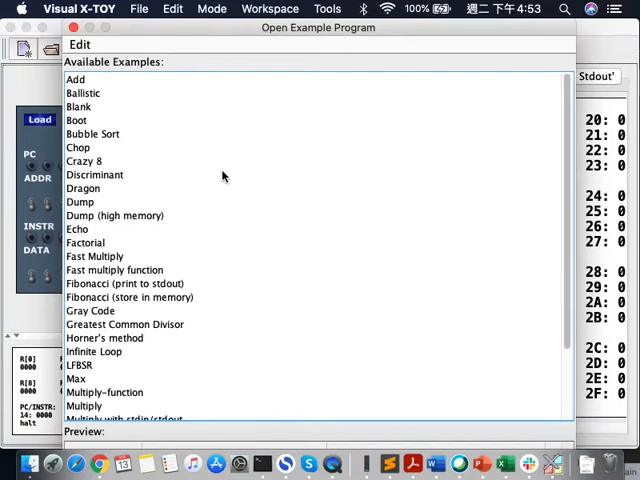 Visual X-TOY File Edit Mode Workspace Tools 100% 週二 下午 4:53
Open Example Program
Edit
Available Examples:
Add
Ballistic
Blank
Boot
Bubble Sort
Chop
Crazy 8
Discriminant
Dragon
Dump
Dump (high memory)
Echo
Factorial
Fast Multiply
Fast multiply function
Fibonacci (print to stdout)
Fibonacci (store in memory)
Gray Code
Greatest Common Divisor
Horner's method
Infinite Loop
LFBSR
Max
Multiply-function
Multiply
Multiply with stdin/stdout
Preview:
Load
PC
ADDR
INSTR
DATA
R[0]
0000
R[8]
0000
PC/INSTR:
14: 0000
halt
Stdout'
20: 0
21: 0
22: 0
23: 0
24: 0
25: 0
26: 0
27: 0
28: 0
29: 0
2A: 0
2B: 0
2C: 0
2D: 0
2E: 0
2F: 0
13